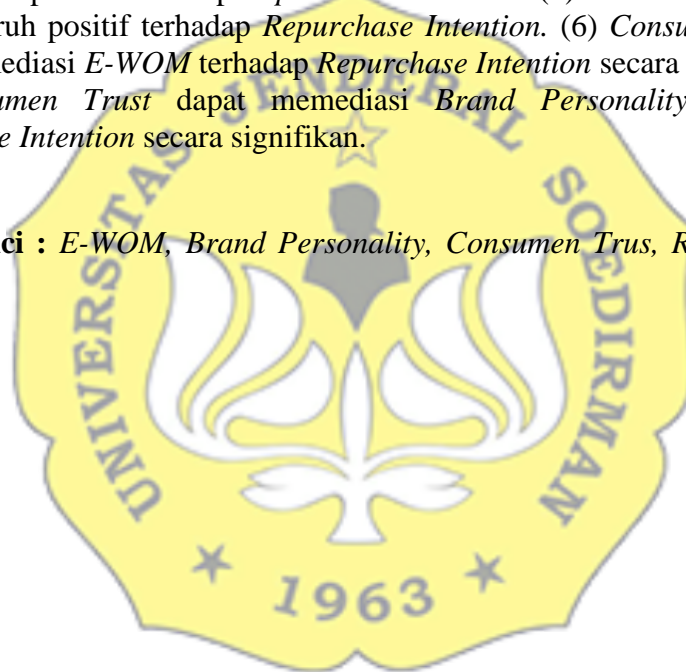 ruh positif terhadap Repurchase Intention. (6) Consu
nediasi E-WOM terhadap Repurchase Intention secara
umen Trust dapat memediasi Brand Personality
e Intention secara signifikan.
ci : E-WOM, Brand Personality, Consumen Trus, R
UNIVERSITAS JENDERAL SOEDIRMAN
1963